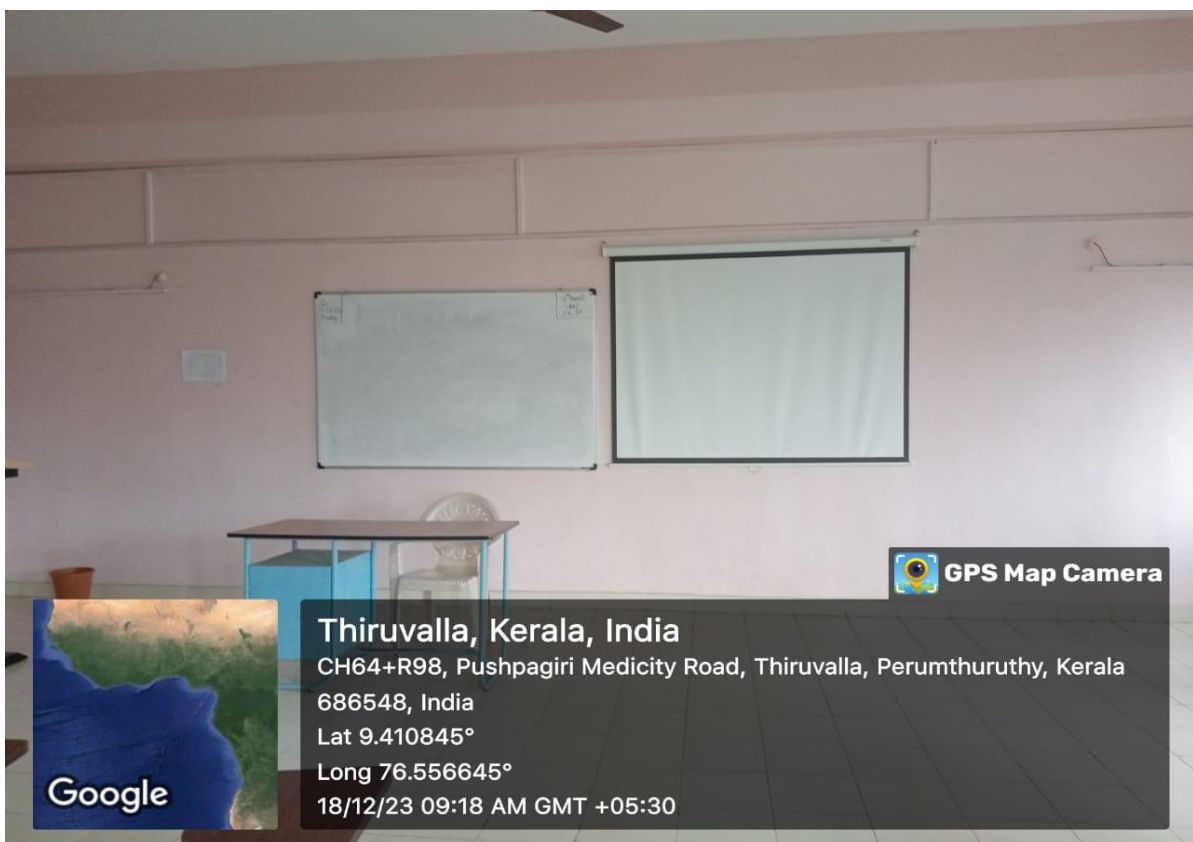 GPS Map Camera
Thiruvalla, Kerala, India
CH64+R98, Pushpagiri Medicity Road, Thiruvalla, Perumthuruthy, Kerala
686548, India
Lat 9.410845°
Long 76.556645°
18/12/23 09:18 AM GMT +05:30
Google